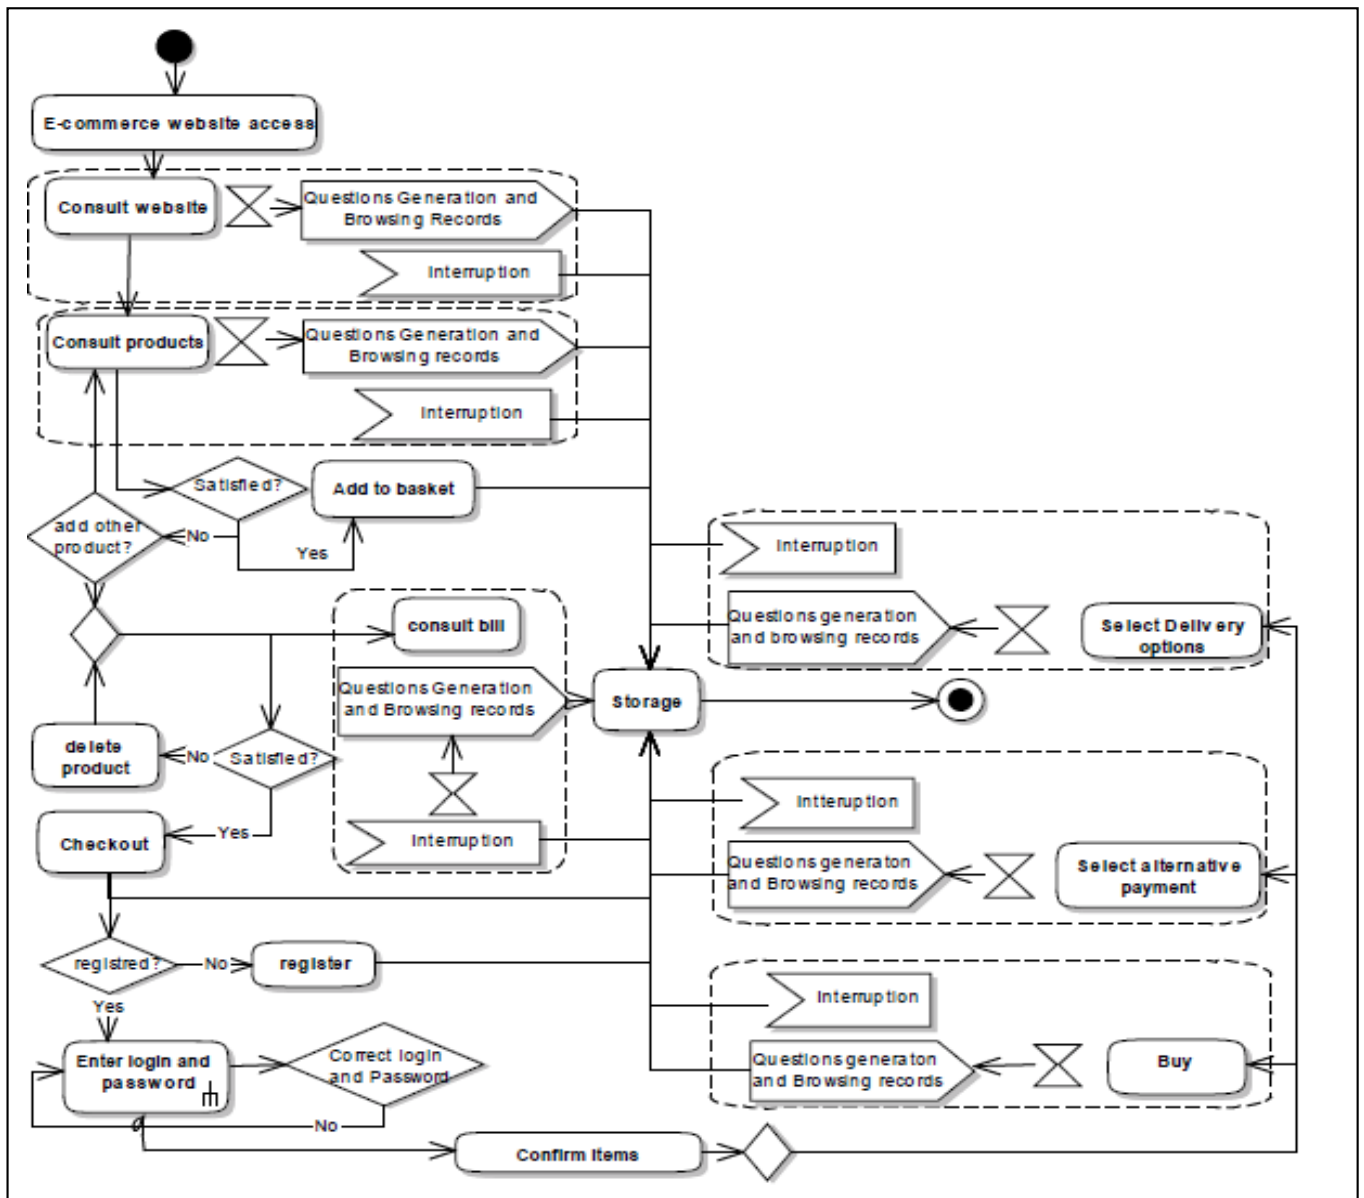 E-commerce website access
Consult website
Questions Generation and
Browsing Records
Interruption
Consult products
Questions Generation and
Browsing records
Interruption
Satisfied?
Add to basket
add other
product?
No
Yes
Interruption
Questions generation
and browsing records
Select Delivery
options
consult bill
Questions Generation
and Browsing records
Storage
delete
product
No
Satisfied?
Yes
Checkout
Interruption
Intteruption
Questions generaton
and Browsing records
Select alternative
payment
registred?
No
register
Yes
Interruption
Enter login and
password
Correct login
and Password
No
Questions generaton
and Browsing records
Buy
Confirm items